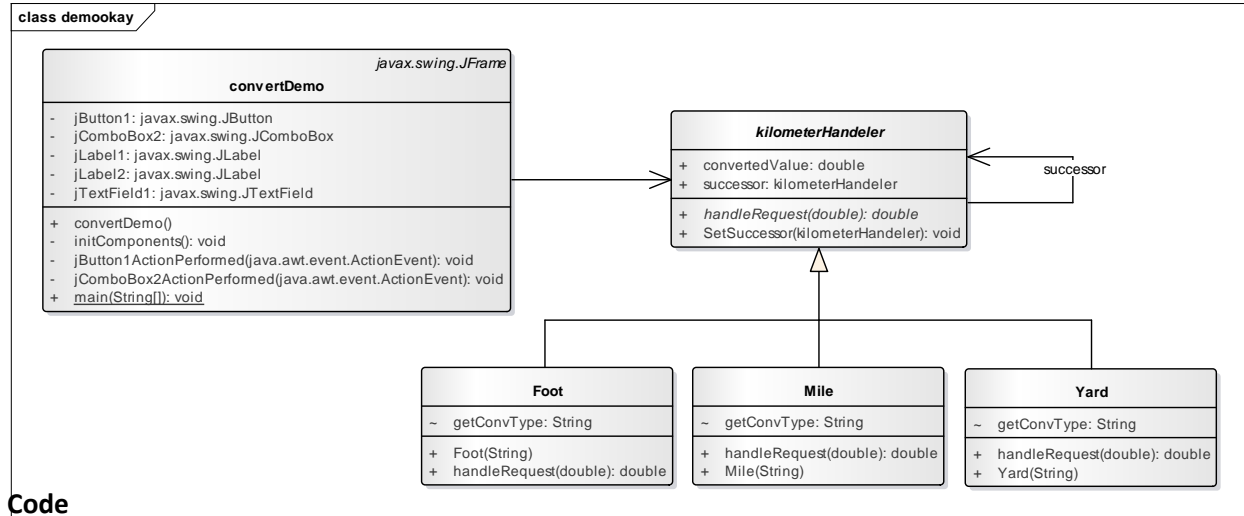 class demookay
javax.swing.JFrame
convertDemo
- jButton1: javax.swing.JButton
- jComboBox2: javax.swing.JComboBox
- jLabel1: javax.swing.JLabel
- jLabel2: javax.swing.JLabel
- jTextField1: javax.swing.JTextField
+ convertDemo()
- initComponents(): void
- jButton1ActionPerformed(java.awt.event.ActionEvent): void
- jComboBox2ActionPerformed(java.awt.event.ActionEvent): void
+ main(String[]): void
kilometerHandeler
+ convertedValue: double
+ successor: kilometerHandeler
+ handleRequest(double): double
+ SetSuccessor(kilometerHandeler): void
successor
Foot
~ getConvType: String
+ Foot(String)
+ handleRequest(double): double
Mile
~ getConvType: String
+ handleRequest(double): double
+ Mile(String)
Yard
~ getConvType: String
+ handleRequest(double): double
+ Yard(String)
Code